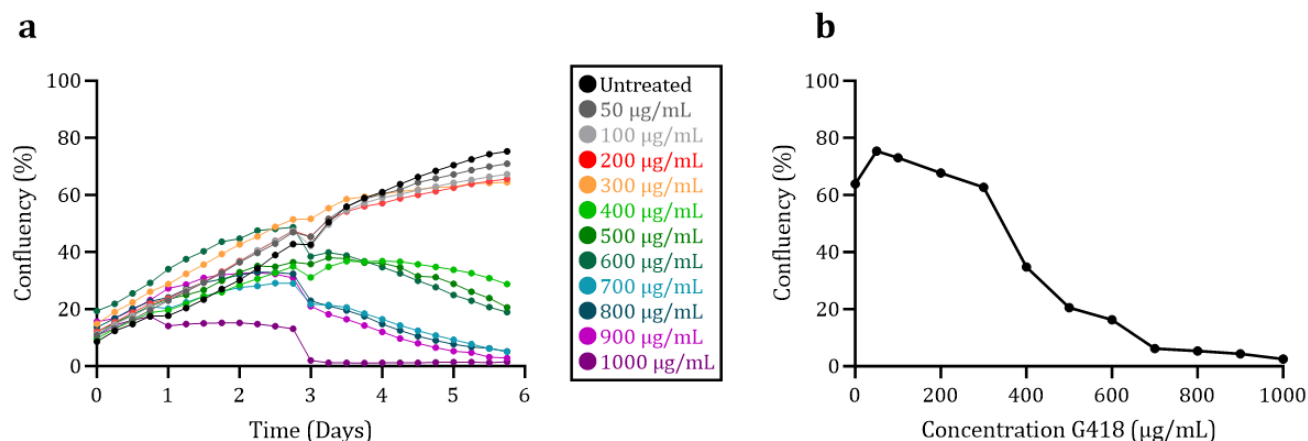 a
100
80
60
40
20
0
Confluency (%)
0 1 2 3 4 5 6
Time (Days)
Untreated
50 μg/mL
100 μg/mL
200 μg/mL
300 μg/mL
400 μg/mL
500 μg/mL
600 μg/mL
700 μg/mL
800 μg/mL
900 μg/mL
1000 μg/mL
b
100
80
60
40
20
0
Confluency (%)
0 200 400 600 800 1000
Concentration G418 (μg/mL)